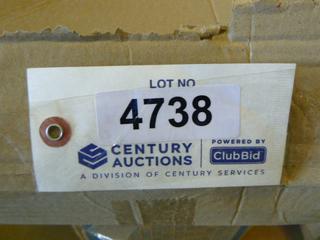 LOT NO
4738
CENTURY AUCTIONS
POWERED BY
ClubBid
A DIVISION OF CENTURY SERVICES